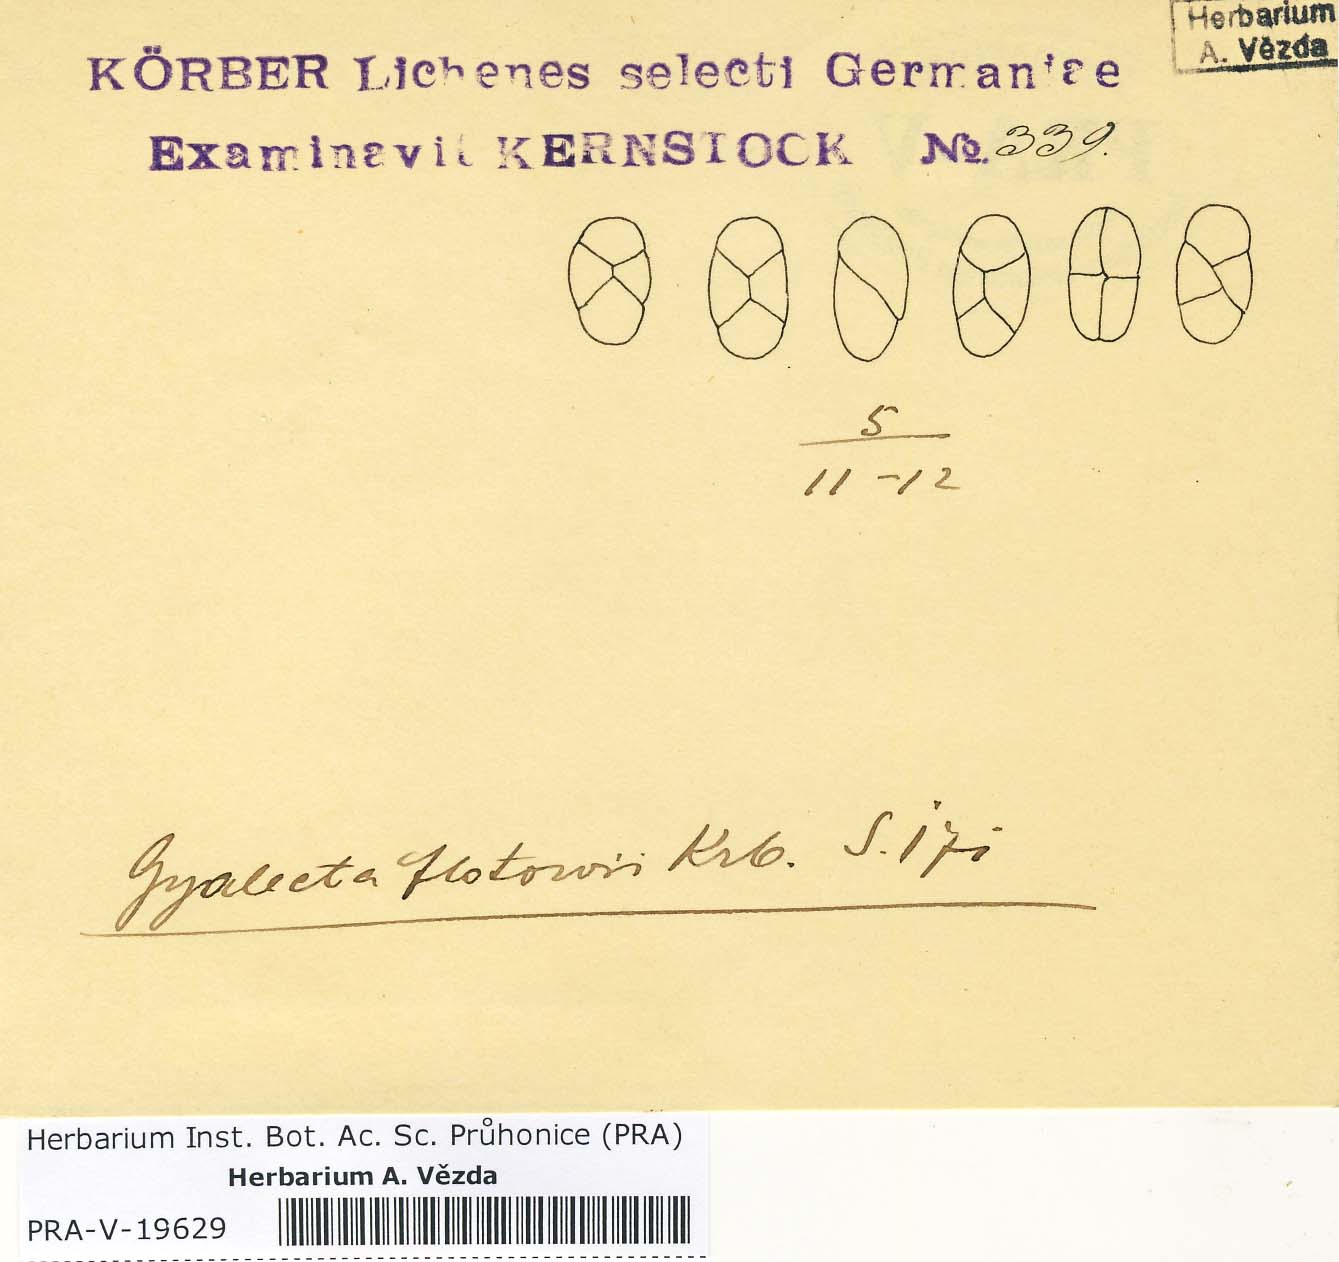 Herbarium
A. Vězda
KÖRBER Lichenes selecti Germaniae
Examinavit KERNSTOCK No. 339.
5
11-12
Gyalecta flotowii Krb. S. 171
Herbarium Inst. Bot. Ac. Sc. Průhonice (PRA)
Herbarium A. Vězda
PRA-V-19629